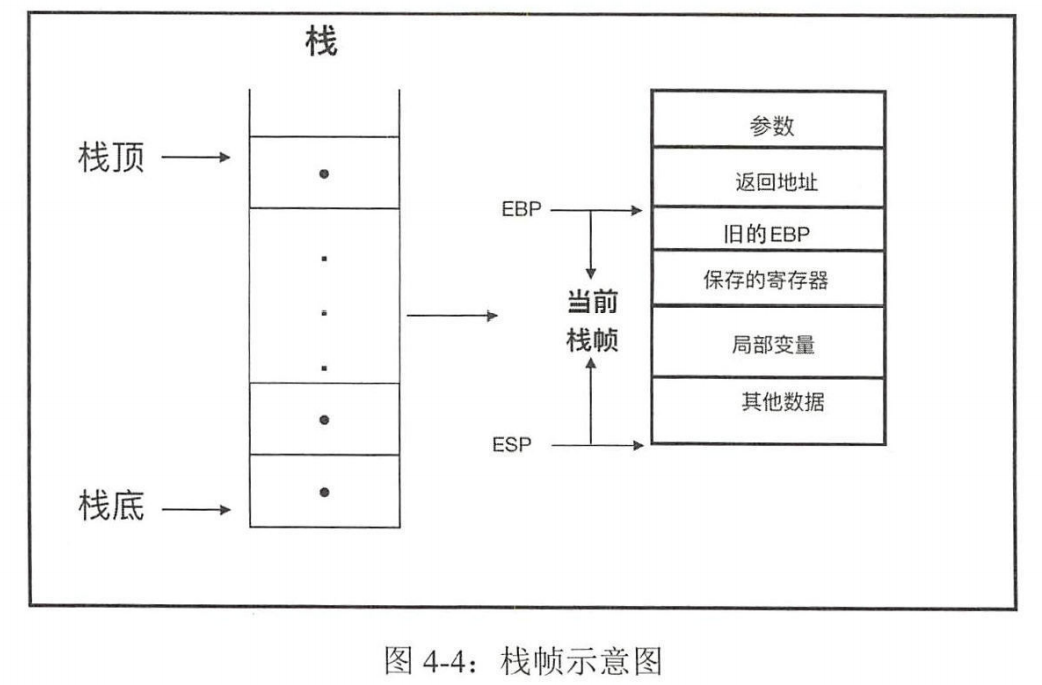 栈
栈顶
栈底
EBP
当前
栈帧
ESP
参数
返回地址
旧的EBP
保存的寄存器
局部变量
其他数据
图 4-4：栈帧示意图